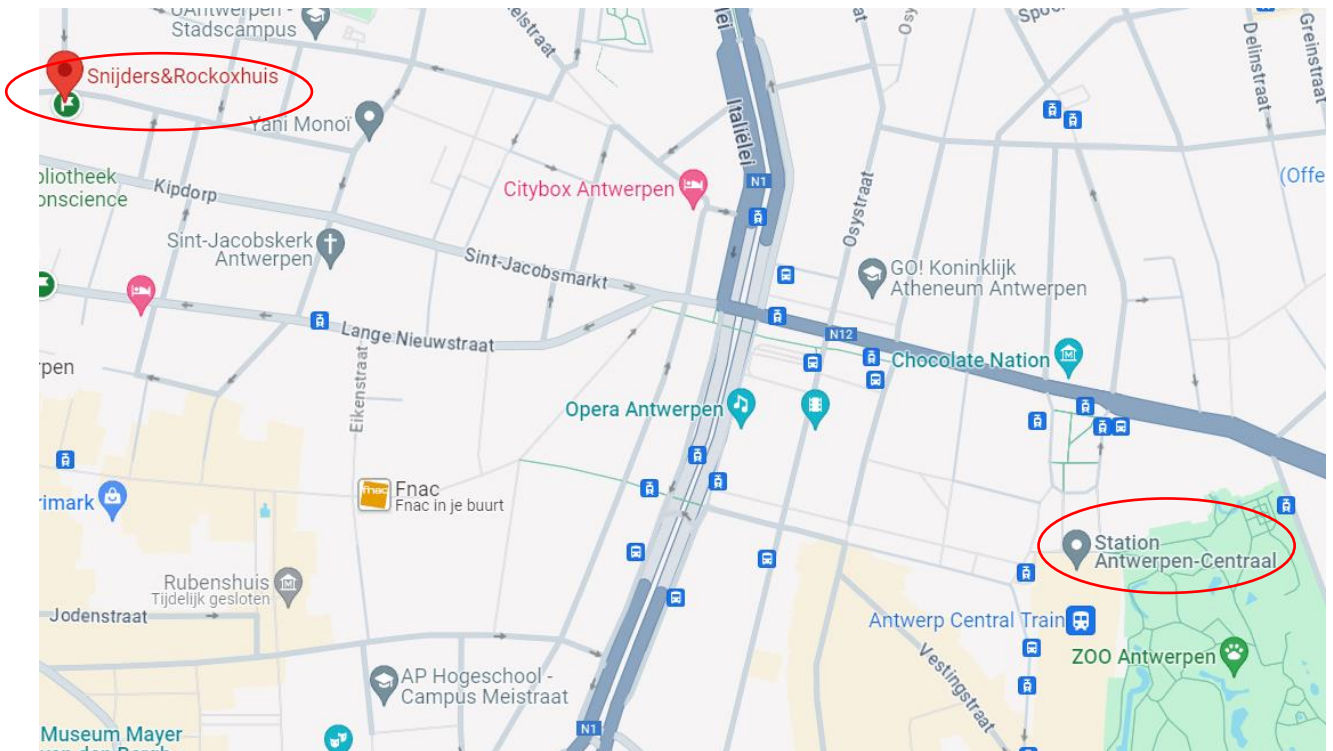 UAntwerpen -
Stadscampus
Snijders&Rockoxhuis
Yani Monoï
Italiëlei
N1
Delinstraat
Greinstraat
Kipdorp
Citybox Antwerpen
Osystraat
Sint-Jacobskerk
Antwerpen
Sint-Jacobsmarkt
GO! Koninklijk
Atheneum Antwerpen
Lange Nieuwstraat
N12
Chocolate Nation
Eikenstraat
Opera Antwerpen
fnac
Fnac
Fnac in je buurt
Station
Antwerpen-Centraal
Rubenshuis
Tijdelijk gesloten
Jodenstraat
Antwerp Central Train
ZOO Antwerpen
Vestingstraat
AP Hogeschool -
Campus Meistraat
N1
Museum Mayer